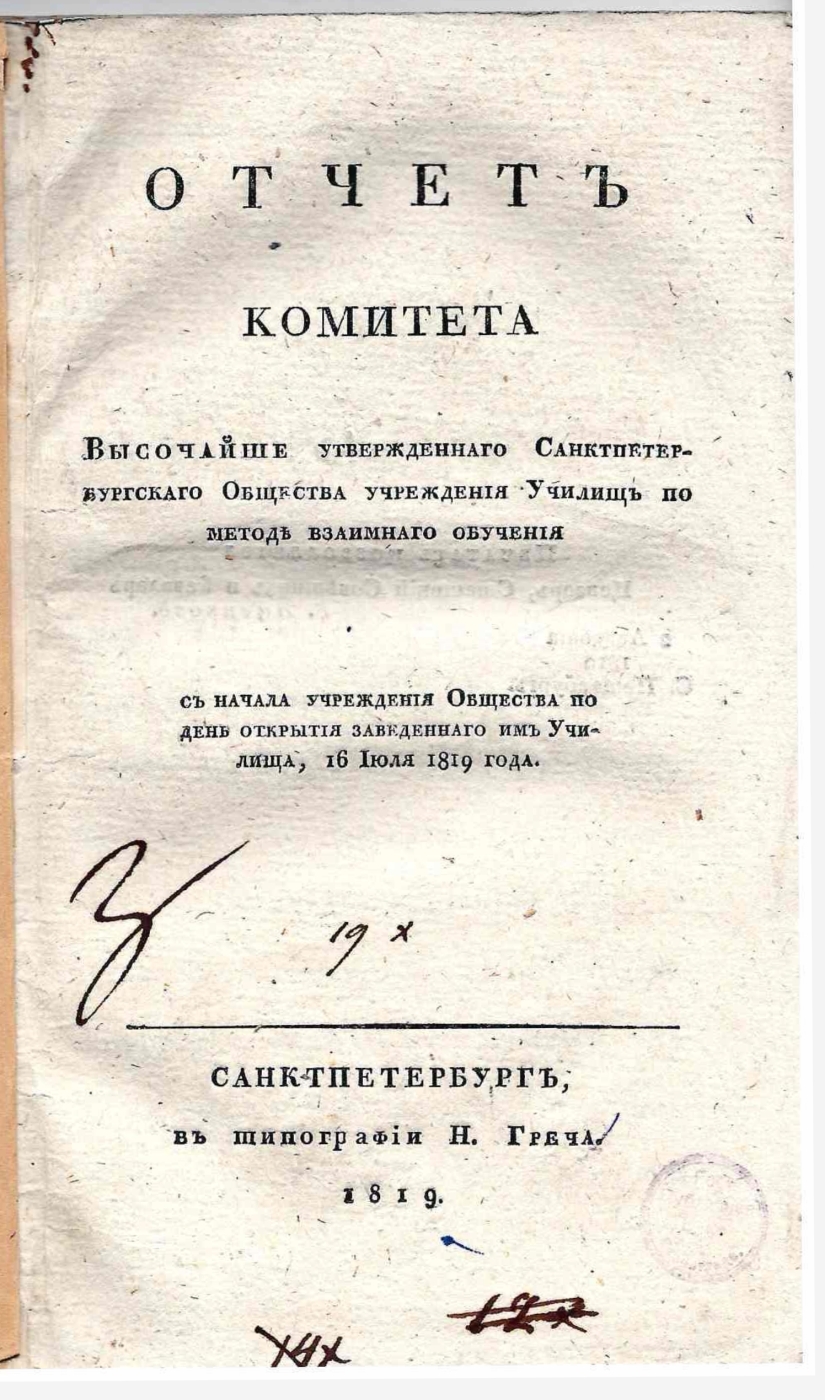 ОТЧЕТЪ
КОМИТЕТА
Высочайше утвержденнаго Санктпетер-
бургскаго Общества учрежденія Училищъ по
методѣ взаимнаго обученія
съ начала учрежденія Общества по
день открытія заведеннаго имъ Учи-
лища, 16 Іюля 1819 года.
19 х
САНКТПЕТЕРБУРГЪ,
въ типографіи Н. Греча.
1819.